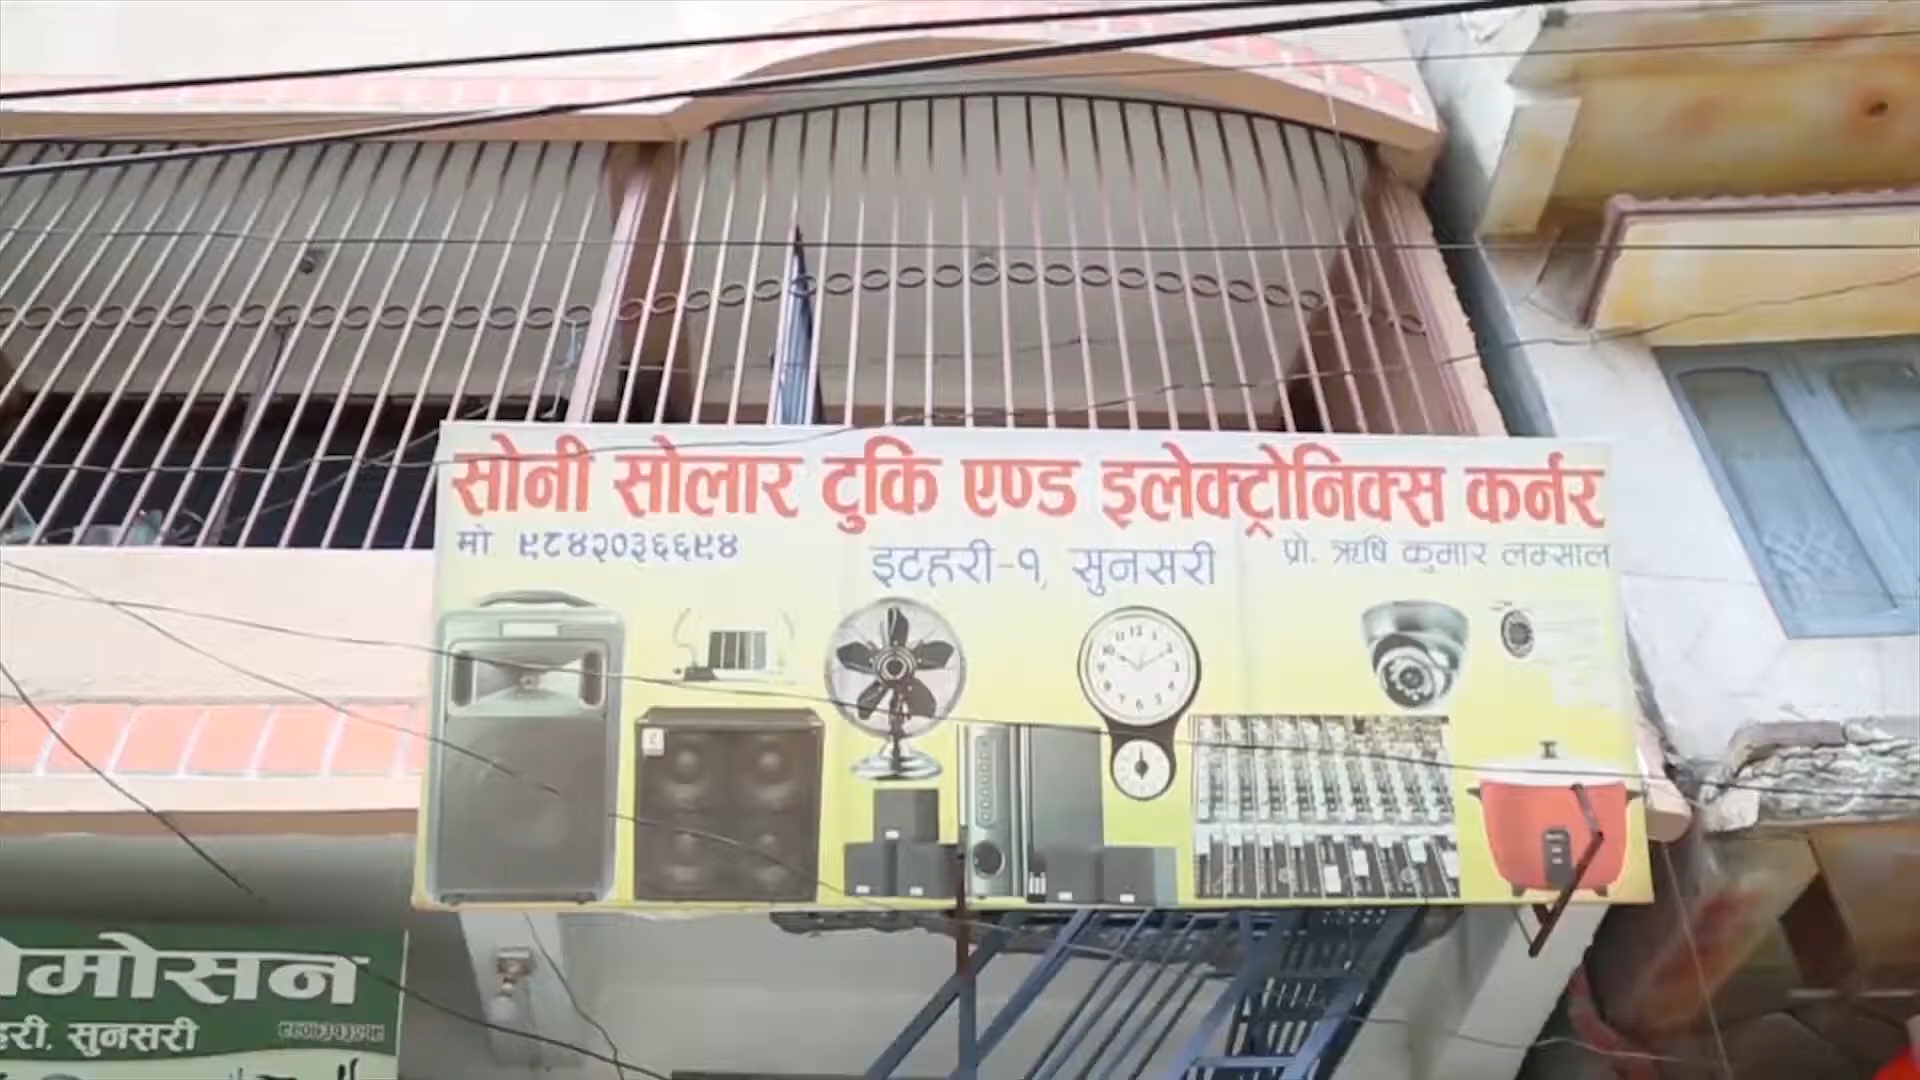 सोनी सोलार टुकि एण्ड इलेक्ट्रोनिक्स कर्नर
मो ९८४२०३६६९४
इटहरी-१, सुनसरी
प्रो. ऋषि कुमार लम्साल
मोसन
हरी, सुनसरी